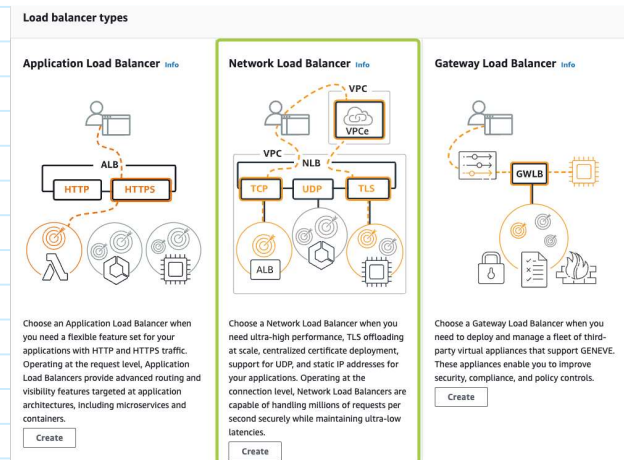 Load balancer types
Application Load Balancer Info
ALB
HTTP
HTTPS
Choose an Application Load Balancer when
you need a flexible feature set for your
applications with HTTP and HTTPS traffic.
Operating at the request level, Application
Load Balancers provide advanced routing and
visibility features targeted at application
architectures, including microservices and
containers.
Create
Network Load Balancer Info
VPC
VPCe
VPC
NLB
TCP
UDP
TLS
ALB
Choose a Network Load Balancer when you
need ultra-high performance, TLS offloading
at scale, centralized certificate deployment,
support for UDP, and static IP addresses for
your applications. Operating at the
connection level, Network Load Balancers are
capable of handling millions of requests per
second securely while maintaining ultra-low
latencies.
Create
Gateway Load Balancer Info
GWLB
Choose a Gateway Load Balancer when you
need to deploy and manage a fleet of third-
party virtual appliances that support GENEVE.
These appliances enable you to improve
security, compliance, and policy controls.
Create